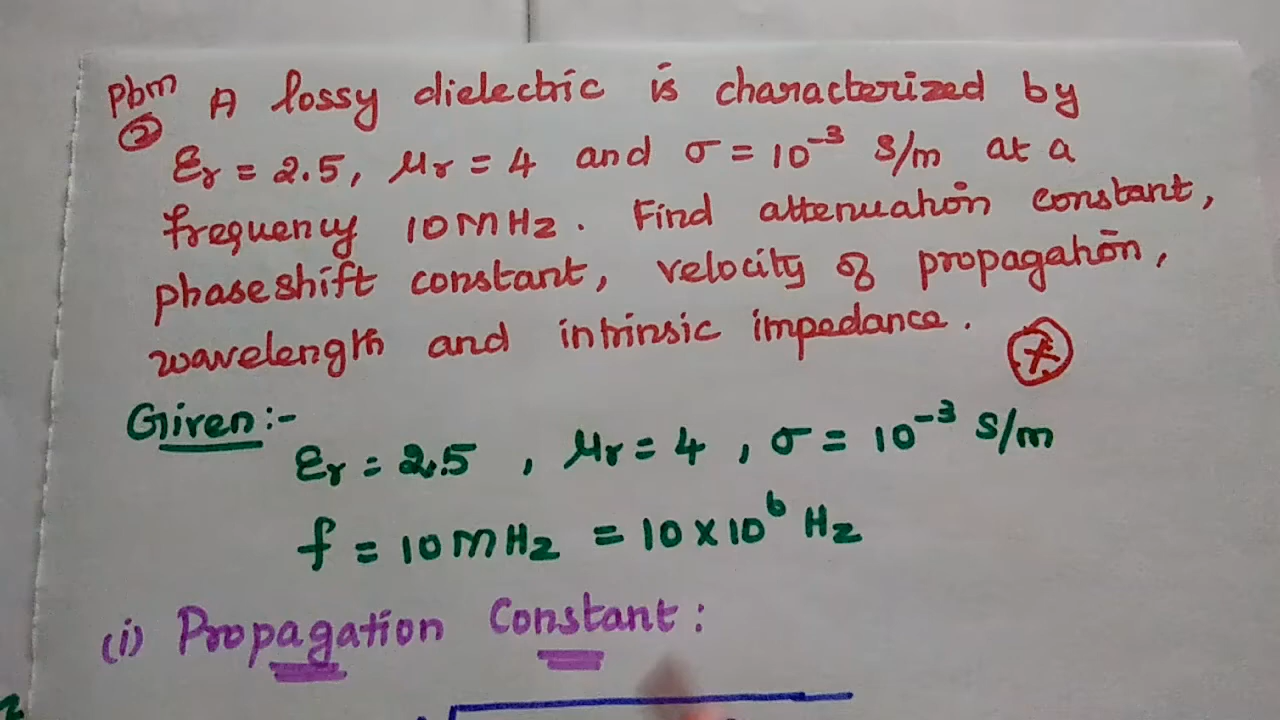 Pbm
②
A lossy dielectric is characterized by
εr = 2.5, μr = 4 and σ = 10⁻³ S/m at a
frequency 10MHz. Find attenuation constant,
phaseshift constant, velocity of propagation,
wavelength and intrinsic impedance.
Given:-
εr = 2.5 , μr = 4 , σ = 10⁻³ S/m
f = 10MHz = 10×10⁶ Hz
(i) Propagation Constant: